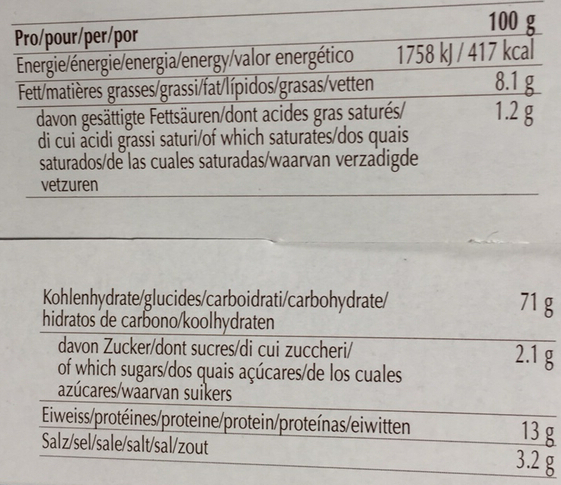 Pro/pour/per/por 100 g
Energie/énergie/energia/energy/valor energético 1758 kJ / 417 kcal
Fett/matières grasses/grassi/fat/lípidos/grasas/vetten 8.1 g
davon gesättigte Fettsäuren/dont acides gras saturés/ 1.2 g
di cui acidi grassi saturi/of which saturates/dos quais
saturados/de las cuales saturadas/waarvan verzadigde
vetzuren
Kohlenhydrate/glucides/carboidrati/carbohydrate/ 71 g
hidratos de carbono/koolhydraten
davon Zucker/dont sucres/di cui zuccheri/ 2.1 g
of which sugars/dos quais açúcares/de los cuales
azúcares/waarvan suikers
Eiweiss/protéines/proteine/protein/proteínas/eiwitten 13 g
Salz/sel/sale/salt/sal/zout 3.2 g